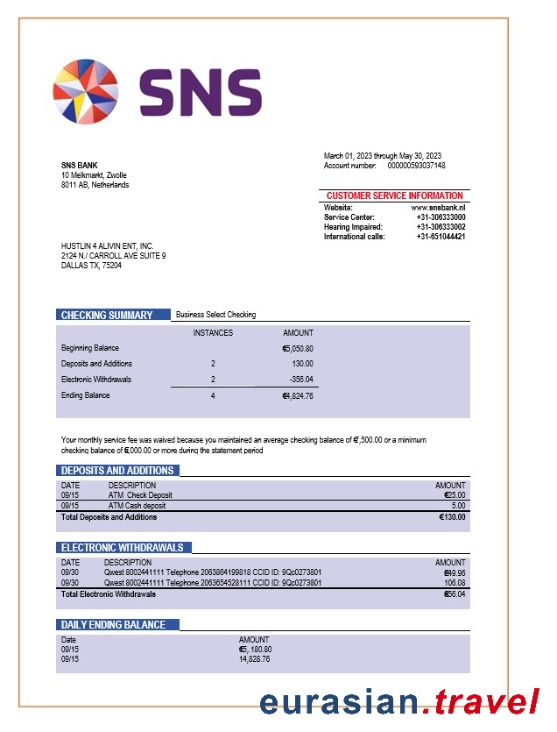 SNS
SNS BANK
10 Melkmarkt, Zwolle
8011 AB, Netherlands
March 01, 2023 through May 30, 2023
Account number: 000000593037148
CUSTOMER SERVICE INFORMATION
Website: www.snsbank.nl
Service Center: +31-306333000
Hearing Impaired: +31-306333002
International calls: +31-651044421
HUSTLIN 4 ALIVIN ENT, INC.
2124 N./ CARROLL AVE SUITE 9
DALLAS TX, 75204
CHECKING SUMMARY Business Select Checking
INSTANCES AMOUNT
Beginning Balance €5,050.80
Deposits and Additions 2 130.00
Electronic Withdrawals 2 -356.04
Ending Balance 4 €4,824.76
Your monthly service fee was waived because you maintained an average checking balance of €7,500.00 or a minimum
checking balance of €6,000.00 or more during the statement period
DEPOSITS AND ADDITIONS
DATE DESCRIPTION AMOUNT
09/15 ATM Check Deposit €25.00
09/15 ATM Cash deposit 5.00
Total Deposits and Additions €130.00
ELECTRONIC WITHDRAWALS
DATE DESCRIPTION AMOUNT
09/30 Qwest 8002441111 Telephone 2063864199818 CCID ID: 9Qc0273801 49.96
09/30 Qwest 8002441111 Telephone 2063654528111 CCID ID: 9Qc0273801 106.08
Total Electronic Withdrawals 56.04
DAILY ENDING BALANCE
Date AMOUNT
09/15 €5,.180.80
09/15 14,828.76
eurasian.travel